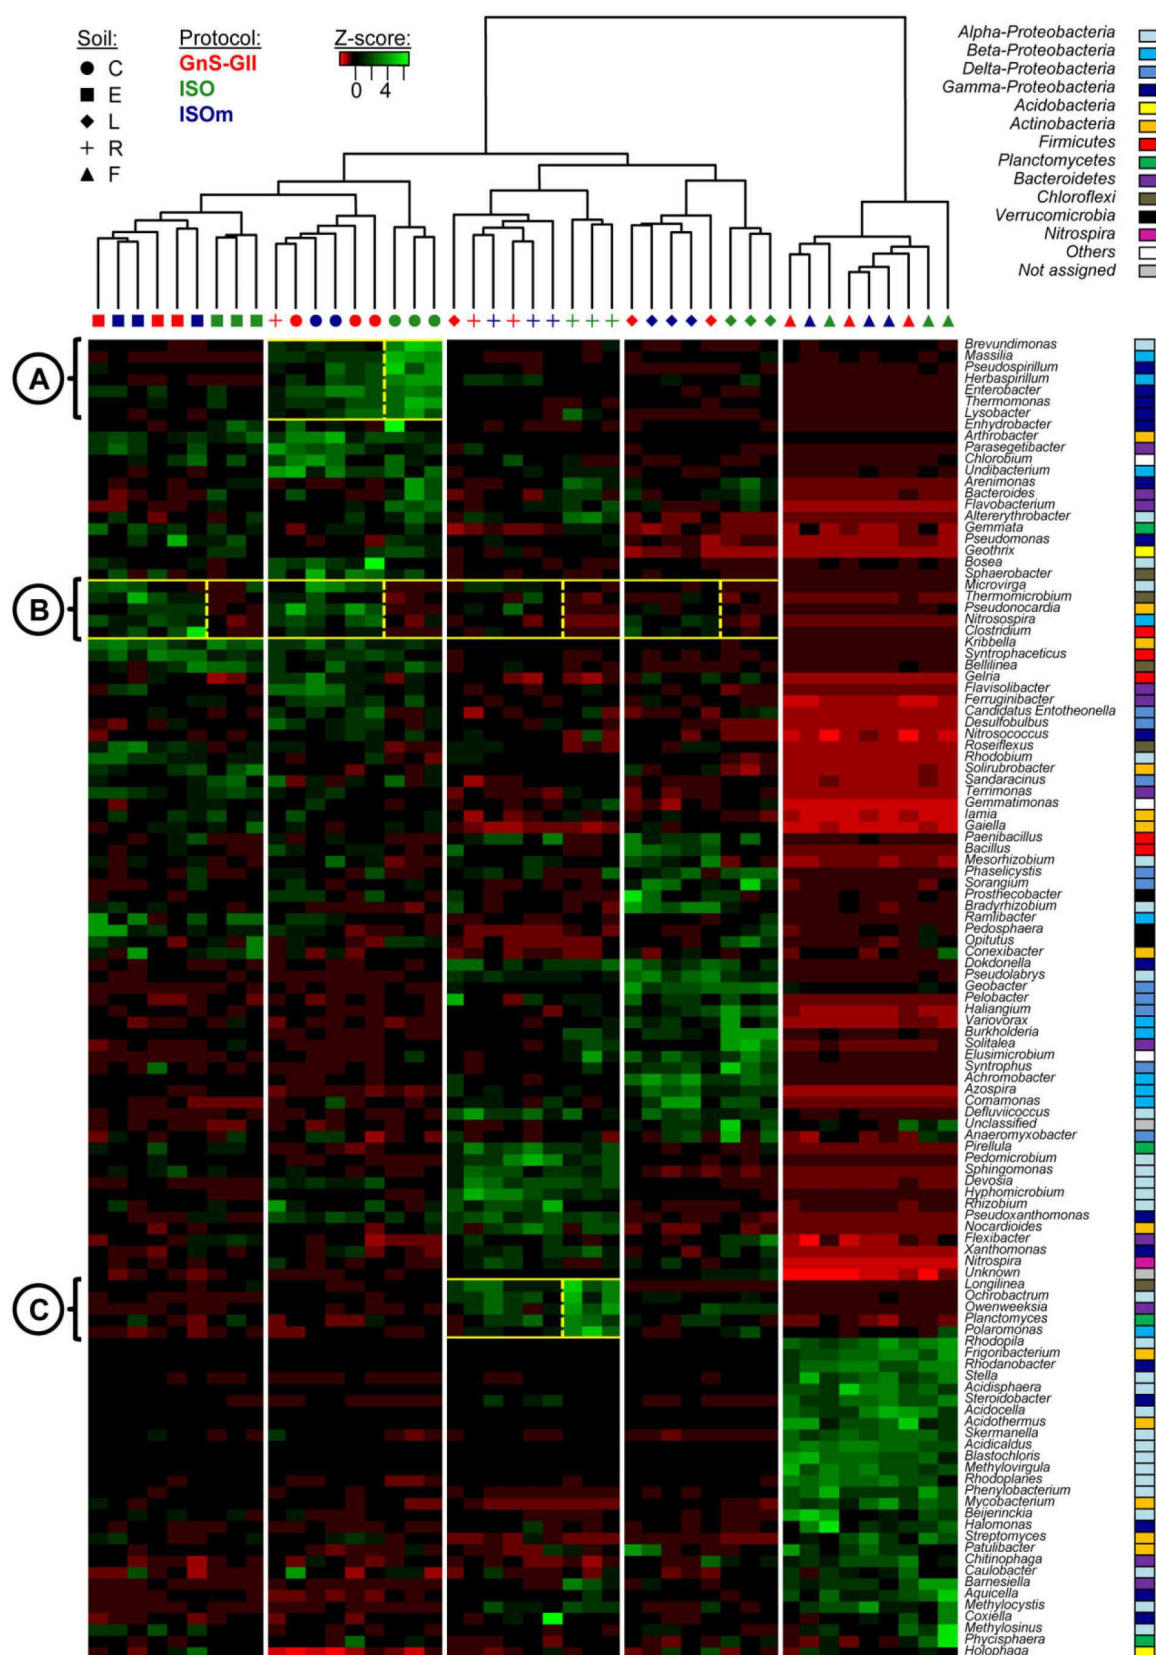 Soil:
C
E
L
R
F
Protocol:
GnS-GII
ISO
ISOm
Z-score:
0 4
Alpha-Proteobacteria
Beta-Proteobacteria
Delta-Proteobacteria
Gamma-Proteobacteria
Acidobacteria
Actinobacteria
Firmicutes
Planctomycetes
Bacteroidetes
Chloroflexi
Verrucomicrobia
Nitrospira
Others
Not assigned
A
B
C
Brevundimonas
Massilia
Pseudospirillum
Herbaspirillum
Enterobacter
Thermomonas
Lysobacter
Enhydrobacter
Arthrobacter
Parasegetibacter
Chlorobium
Undibacterium
Arenimonas
Bacteroides
Flavobacterium
Altererythrobacter
Gemmata
Pseudomonas
Geothrix
Bosea
Sphaerobacter
Microvirga
Thermomicrobium
Pseudonocardia
Nitrosospira
Clostridium
Kribbella
Syntrophaceticus
Bellilinea
Gelria
Flavisolibacter
Ferruginibacter
Candidatus Entotheonella
Desulfobulbus
Nitrosococcus
Roseiflexus
Rhodobium
Solirubrobacter
Sandaracinus
Terrimonas
Gemmatimonas
Iamia
Gaiella
Paenibacillus
Bacillus
Mesorhizobium
Phaselicystis
Sorangium
Prosthecobacter
Bradyrhizobium
Ramlibacter
Pedosphaera
Opitutus
Conexibacter
Dokdonella
Pseudolabrys
Geobacter
Pelobacter
Haliangium
Variovorax
Burkholderia
Solitalea
Elusimicrobium
Syntrophus
Achromobacter
Azospira
Comamonas
Defluviicoccus
Unclassified
Anaeromyxobacter
Pirellula
Pedomicrobium
Sphingomonas
Devosia
Hyphomicrobium
Rhizobium
Pseudoxanthomonas
Nocardioides
Flexibacter
Xanthomonas
Nitrospira
Unknown
Longilinea
Ochrobactrum
Owenweeksia
Planctomyces
Polaromonas
Rhodopila
Frigoribacterium
Rhodanobacter
Stella
Acidisphaera
Steroidobacter
Acidocella
Acidothermus
Skermanella
Acidicaldus
Blastochloris
Methylovirgula
Rhodoplanes
Phenylobacterium
Mycobacterium
Beijerinckia
Halomonas
Streptomyces
Patulibacter
Chitinophaga
Caulobacter
Barnesiella
Aquicella
Methylocystis
Coxiella
Methylosinus
Phycisphaera
Holophaga